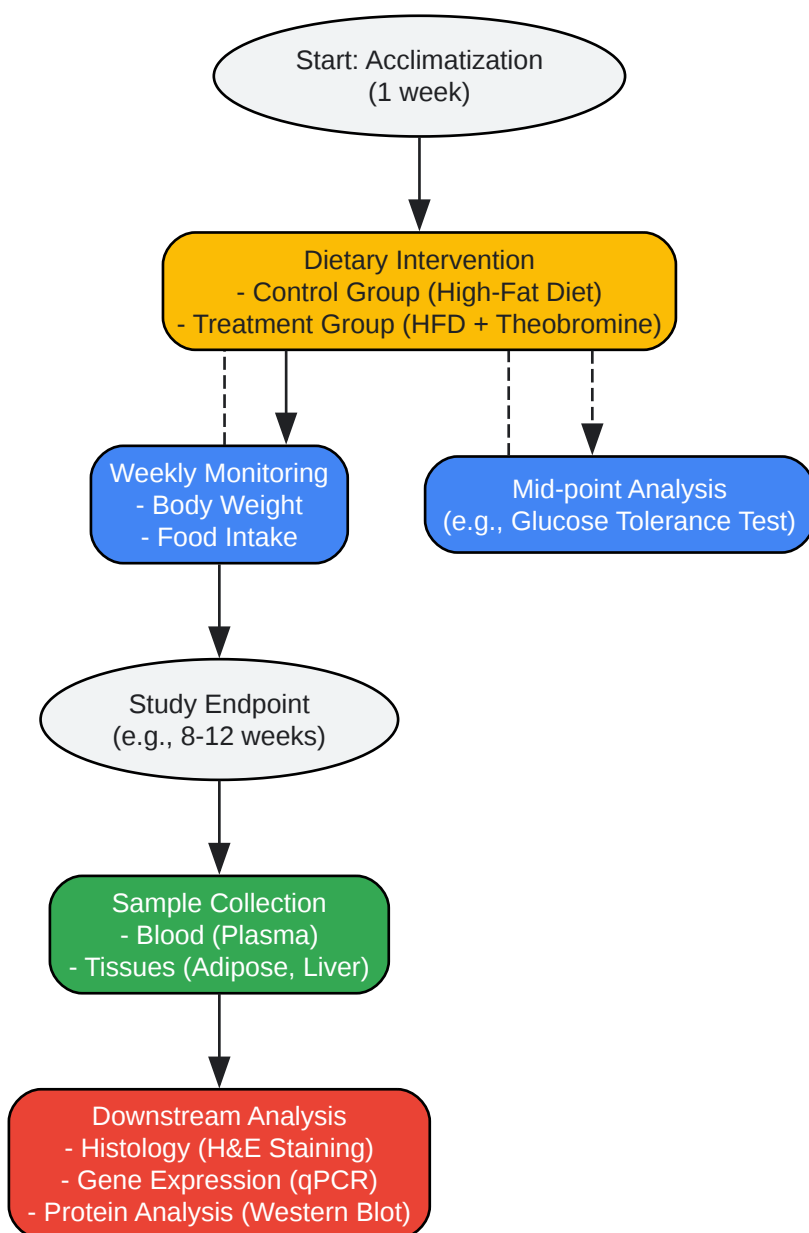 Start: Acclimatization
(1 week)
Dietary Intervention
- Control Group (High-Fat Diet)
- Treatment Group (HFD + Theobromine)
Weekly Monitoring
- Body Weight
- Food Intake
Mid-point Analysis
(e.g., Glucose Tolerance Test)
Study Endpoint
(e.g., 8-12 weeks)
Sample Collection
- Blood (Plasma)
- Tissues (Adipose, Liver)
Downstream Analysis
- Histology (H&E Staining)
- Gene Expression (qPCR)
- Protein Analysis (Western Blot)